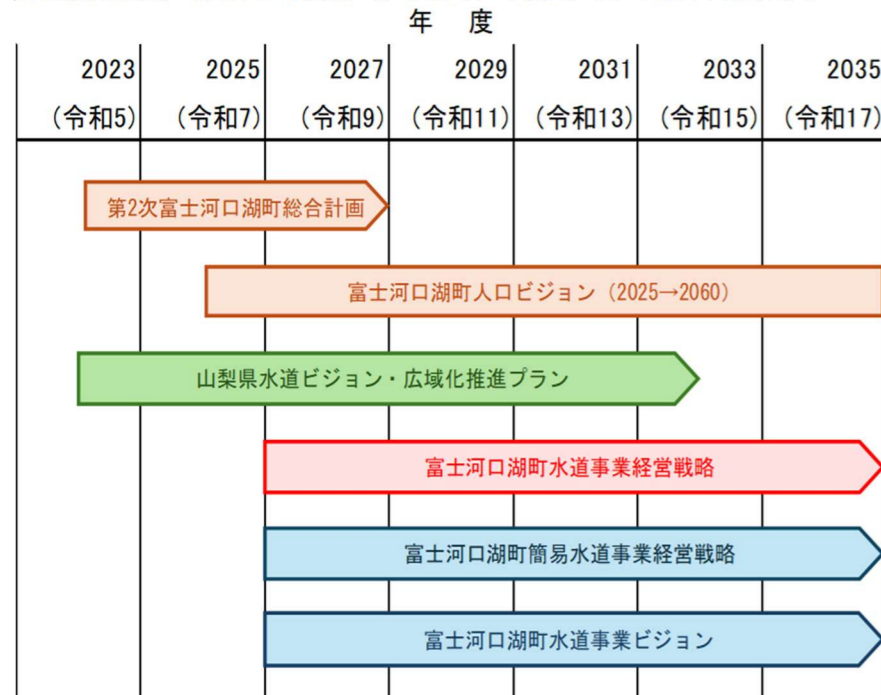 年 度
2023 2025 2027 2029 2031 2033 2035
(令和5) (令和7) (令和9) (令和11) (令和13) (令和15) (令和17)
第2次富士河口湖町総合計画
富士河口湖町人口ビジョン(2025→2060)
山梨県水道ビジョン・広域化推進プラン
富士河口湖町水道事業経営戦略
富士河口湖町簡易水道事業経営戦略
富士河口湖町水道事業ビジョン